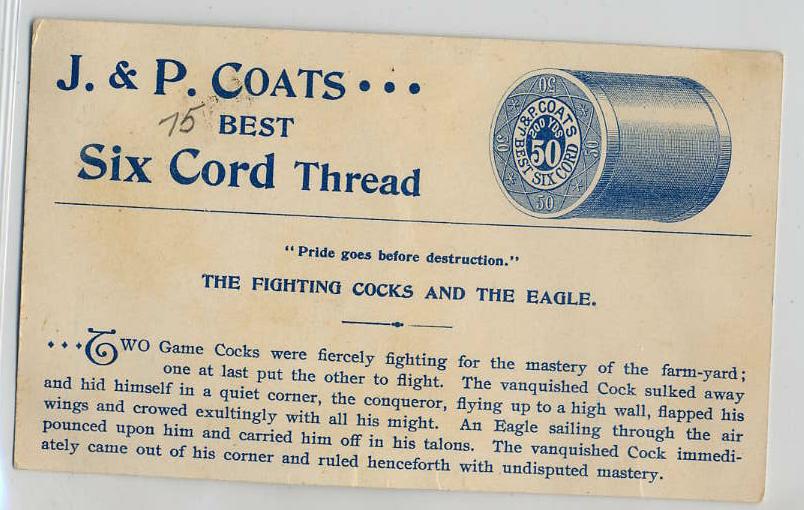 J. & P. COATS •••
75 BEST
Six Cord Thread
50
J.&P. COATS
200 YDS
50
BEST SIX CORD
50
50
50
"Pride goes before destruction."
THE FIGHTING COCKS AND THE EAGLE.
...TWO Game Cocks were fiercely fighting for the mastery of the farm-yard;
one at last put the other to flight. The vanquished Cock sulked away
and hid himself in a quiet corner, the conqueror, flying up to a high wall, flapped his
wings and crowed exultingly with all his might. An Eagle sailing through the air
pounced upon him and carried him off in his talons. The vanquished Cock immedi-
ately came out of his corner and ruled henceforth with undisputed mastery.